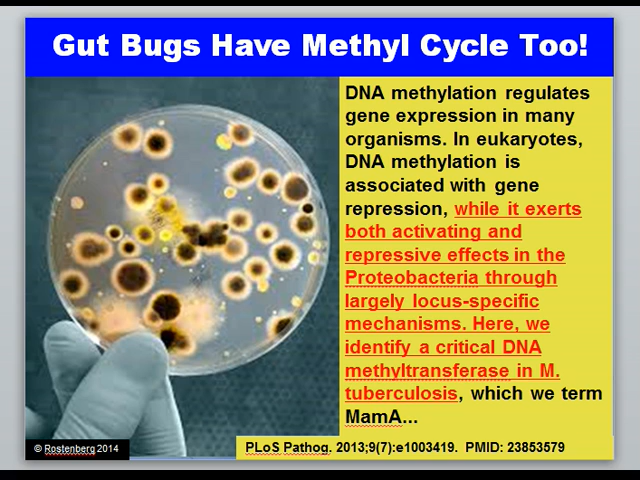 Gut Bugs Have Methyl Cycle Too!
DNA methylation regulates
gene expression in many
organisms. In eukaryotes,
DNA methylation is
associated with gene
repression, while it exerts
both activating and
repressive effects in the
Proteobacteria through
largely locus-specific
mechanisms. Here, we
identify a critical DNA
methyltransferase in M.
tuberculosis, which we term
MamA...
© Rostenberg 2014
PLoS Pathog. 2013;9(7):e1003419. PMID: 23853579